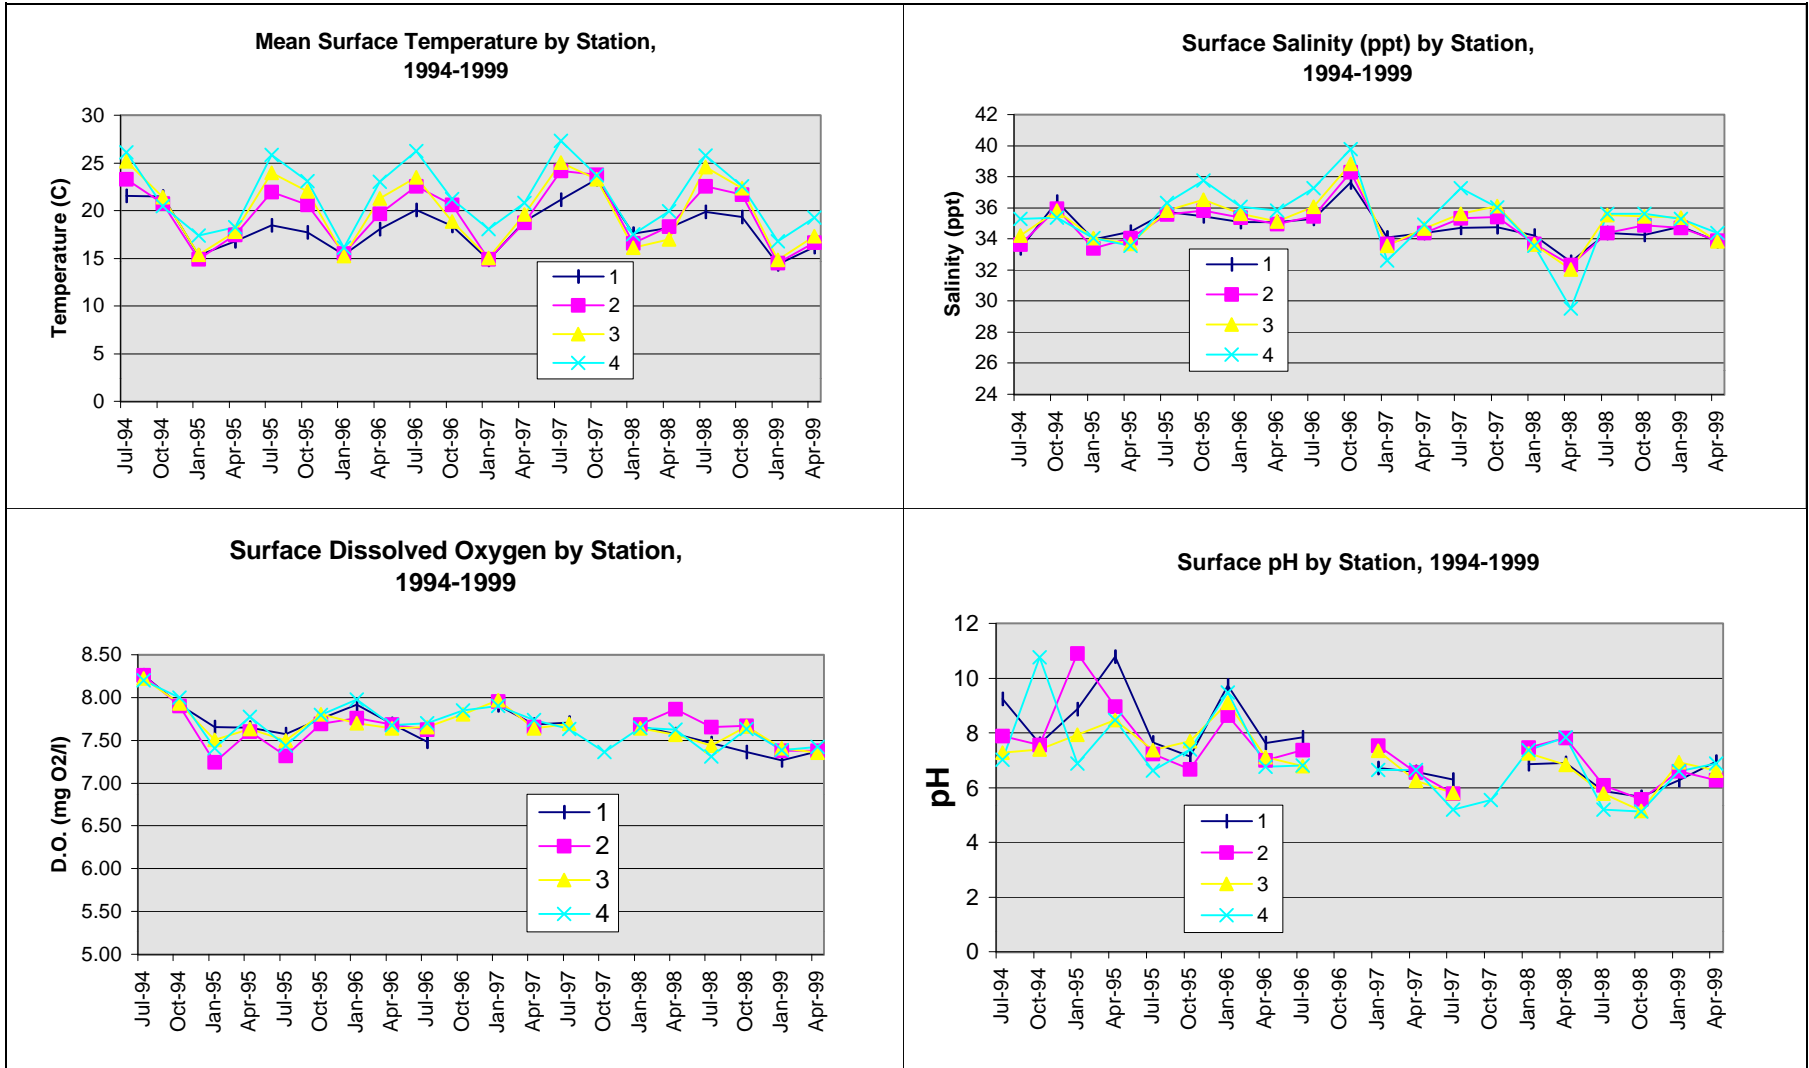 Mean Surface Temperature by Station,
1994-1999
Temperature (C)
30
25
20
15
10
5
0
Jul-94
Oct-94
Jan-95
Apr-95
Jul-95
Oct-95
Jan-96
Apr-96
Jul-96
Oct-96
Jan-97
Apr-97
Jul-97
Oct-97
Jan-98
Apr-98
Jul-98
Oct-98
Jan-99
Apr-99
1
2
3
4
Surface Salinity (ppt) by Station,
1994-1999
Salinity (ppt)
42
40
38
36
34
32
30
28
26
24
Jul-94
Oct-94
Jan-95
Apr-95
Jul-95
Oct-95
Jan-96
Apr-96
Jul-96
Oct-96
Jan-97
Apr-97
Jul-97
Oct-97
Jan-98
Apr-98
Jul-98
Oct-98
Jan-99
Apr-99
1
2
3
4
Surface Dissolved Oxygen by Station,
1994-1999
D.O. (mg O2/l)
8.50
8.00
7.50
7.00
6.50
6.00
5.50
5.00
Jul-94
Oct-94
Jan-95
Apr-95
Jul-95
Oct-95
Jan-96
Apr-96
Jul-96
Oct-96
Jan-97
Apr-97
Jul-97
Oct-97
Jan-98
Apr-98
Jul-98
Oct-98
Jan-99
Apr-99
1
2
3
4
Surface pH by Station, 1994-1999
pH
12
10
8
6
4
2
0
Jul-94
Oct-94
Jan-95
Apr-95
Jul-95
Oct-95
Jan-96
Apr-96
Jul-96
Oct-96
Jan-97
Apr-97
Jul-97
Oct-97
Jan-98
Apr-98
Jul-98
Oct-98
Jan-99
Apr-99
1
2
3
4